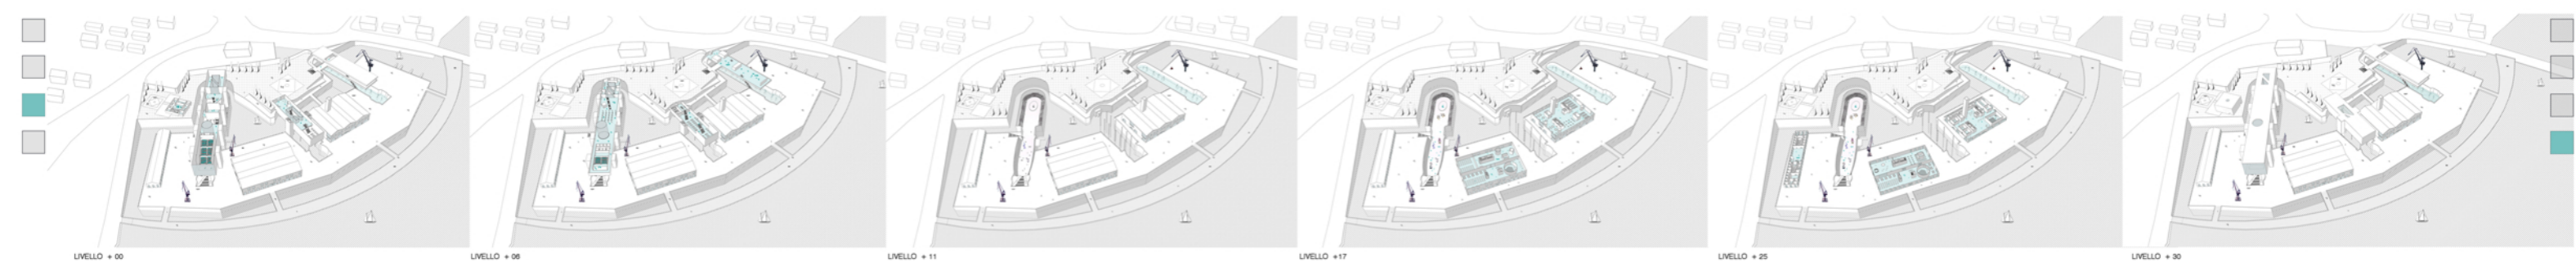 LIVELLO + 00
LIVELLO + 06
LIVELLO + 11
LIVELLO +17
LIVELLO + 25
LIVELLO + 30